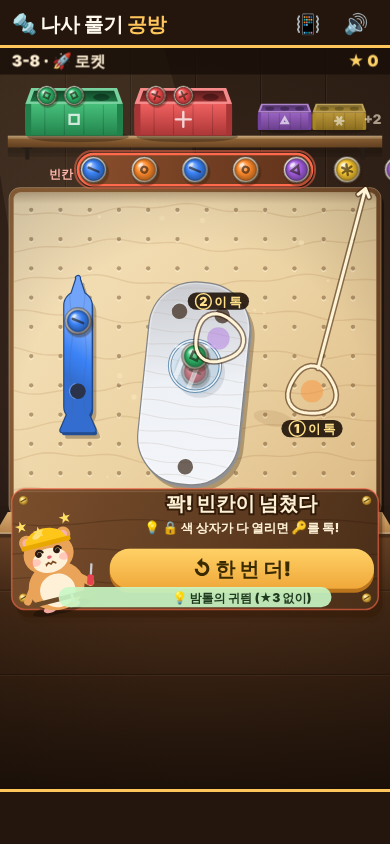 나사 풀기 공방
3-8 · 로켓
★ 0
+2
빈칸
② 이 톡
① 이 톡
꽉! 빈칸이 넘쳤다
색 상자가 다 열리면 를 톡!
한 번 더!
밤톨의 귀띔 (★3 없이)